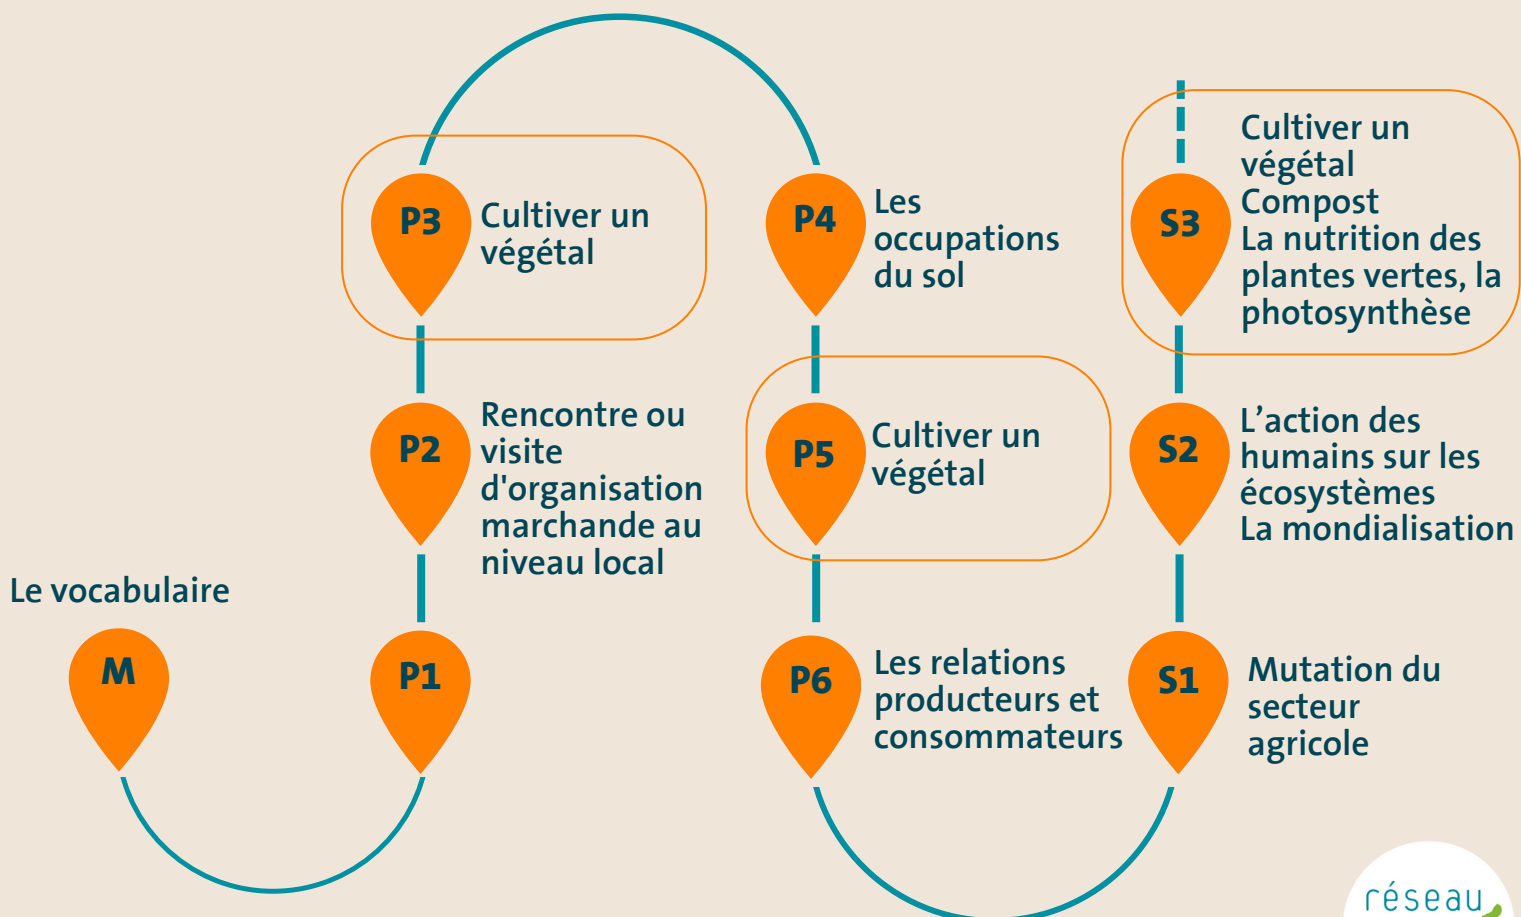 Le vocabulaire
M
P1
P2
Rencontre ou
visite
d'organisation
marchande au
niveau local
P3
Cultiver un
végétal
P4
Les
occupations
du sol
P5
Cultiver un
végétal
P6
Les relations
producteurs et
consommateurs
S1
Mutation du
secteur
agricole
S2
L’action des
humains sur les
écosystèmes
La mondialisation
S3
Cultiver un
végétal
Compost
La nutrition des
plantes vertes, la
photosynthèse
réseau